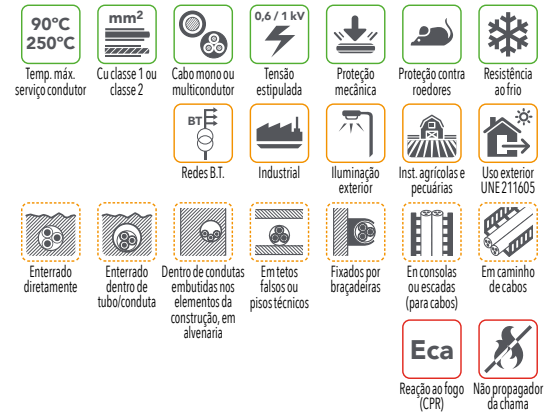 90ºC
250ºC
mm²
0,6 / 1 kV
Temp. máx.
serviço condutor
Cu classe 1 ou
classe 2
Cabo mono ou
multicondutor
Tensão
estipulada
Proteção
mecânica
Proteção contra
roedores
Resistência
ao frio
BT
Redes B.T.
Industrial
Iluminação
exterior
Inst. agrícolas e
pecuárias
Uso exterior
UNE 211605
Enterrado
diretamente
Enterrado
dentro de
tubo/conduta
Dentro de condutas
embutidas nos
elementos da
construção, em
alvenaria
Em tetos
falsos ou
pisos técnicos
Fixados por
braçadeiras
En consolas
ou escadas
(para cabos)
Em caminho
de cabos
Eca
Reação ao fogo
(CPR)
Não propagador
da chama